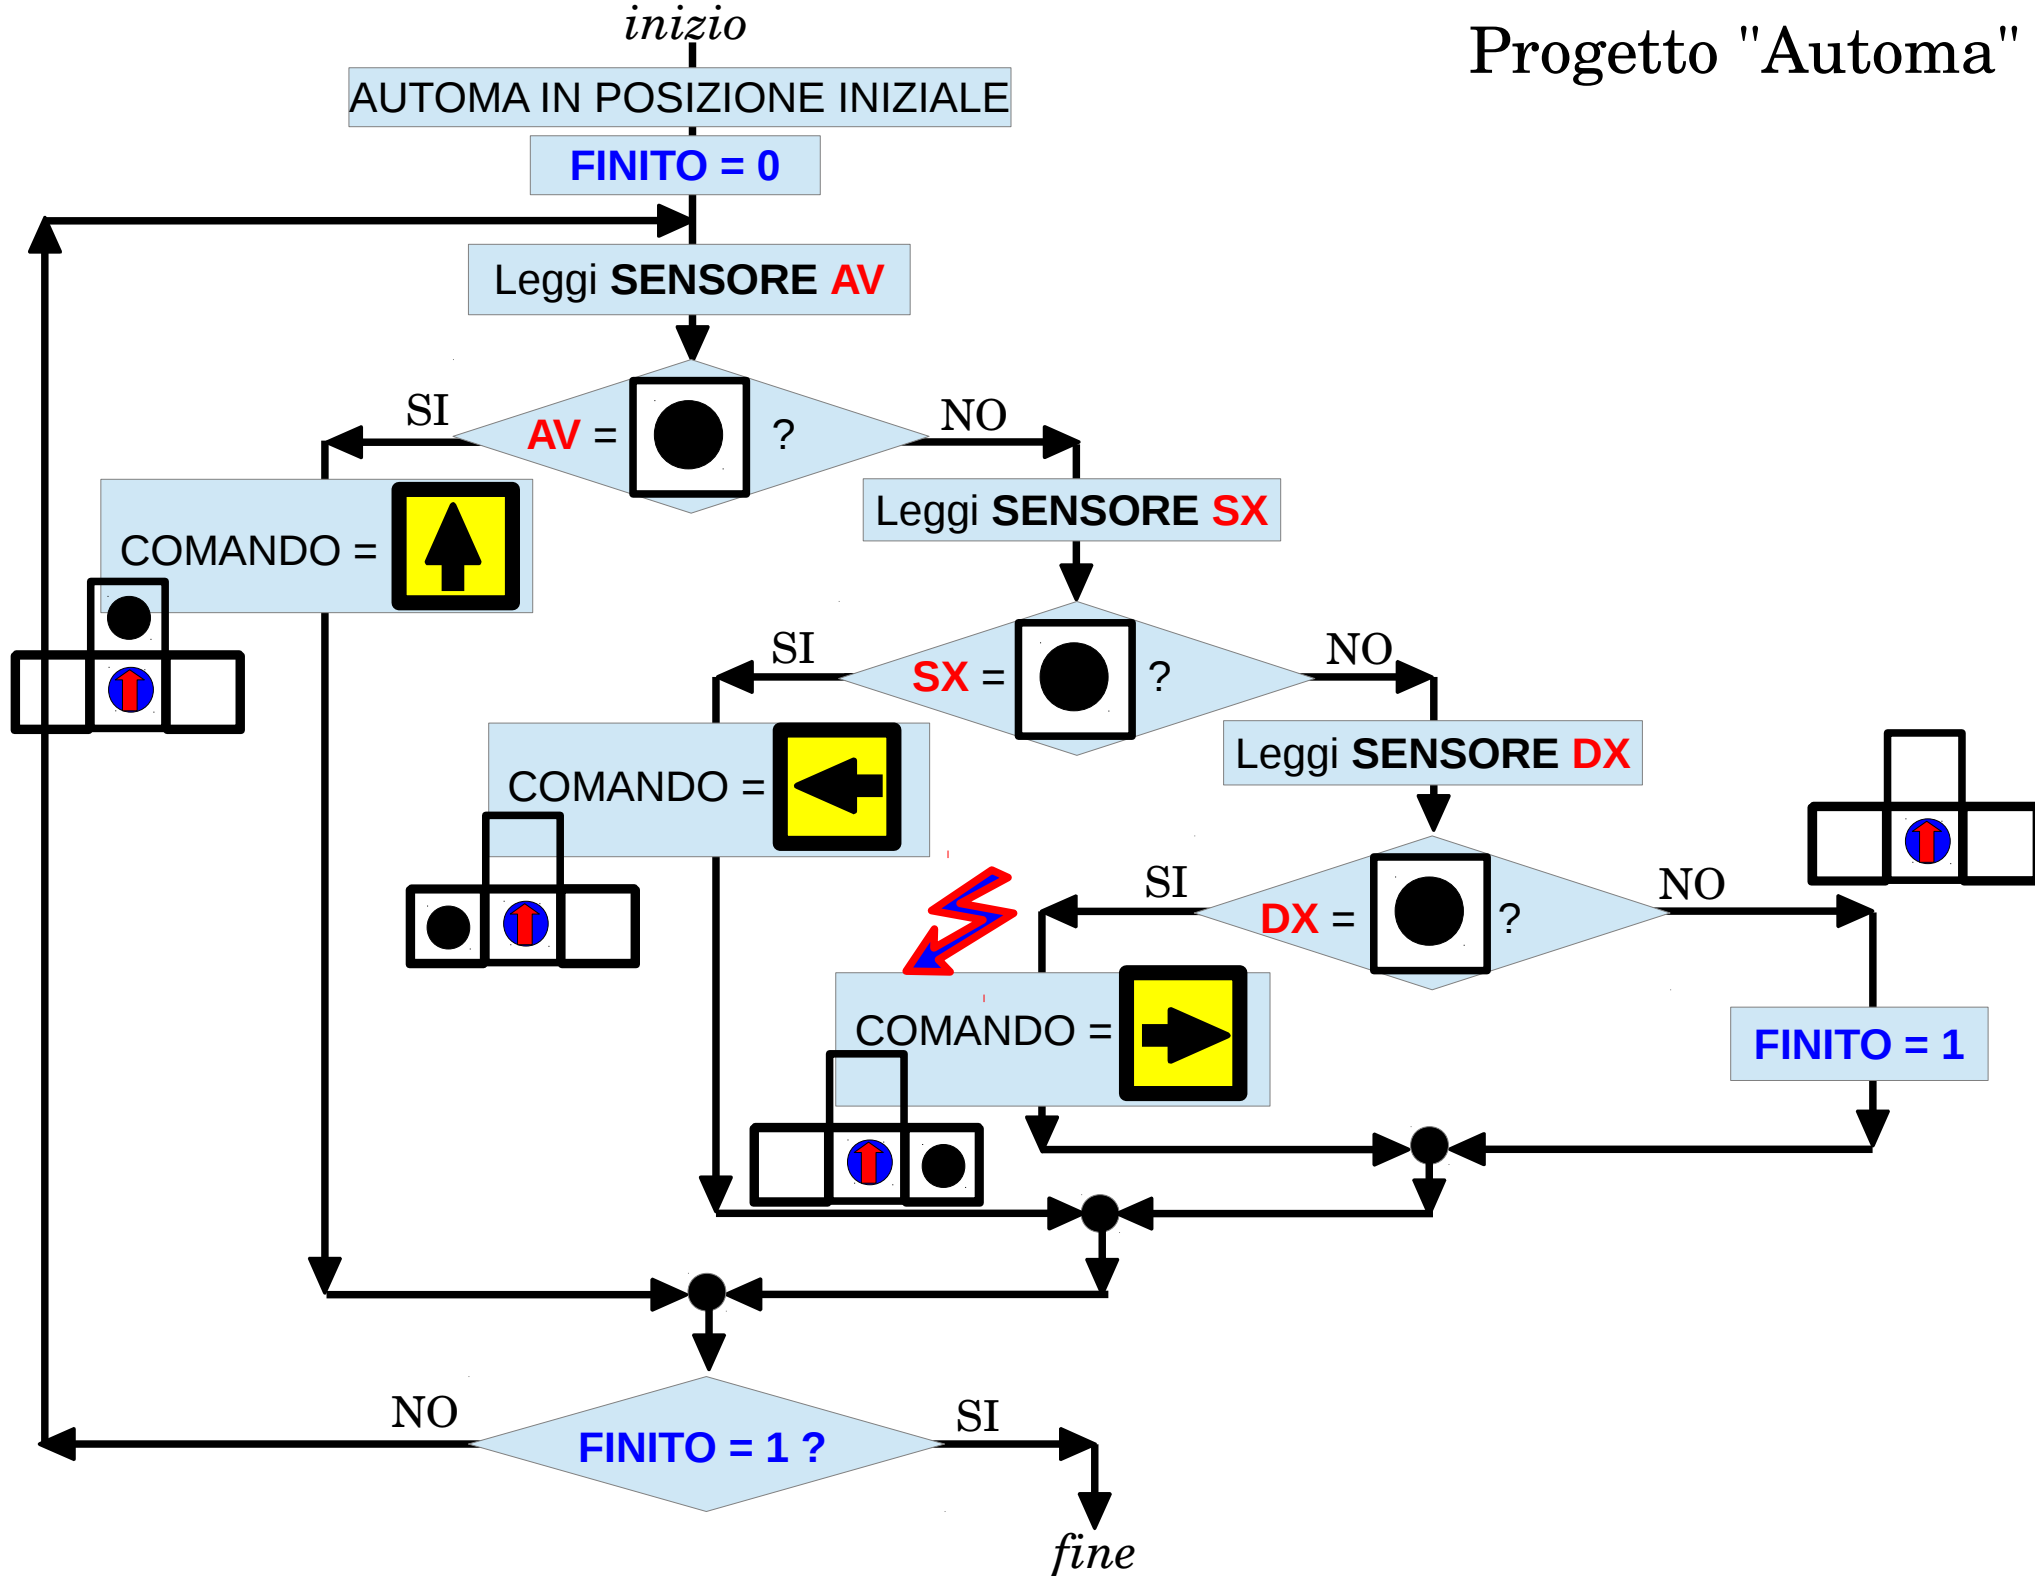 inizio
Progetto "Automa"
AUTOMA IN POSIZIONE INIZIALE
FINITO = 0
Leggi SENSORE AV
SI
AV = ?
NO
COMANDO =
Leggi SENSORE SX
SI
SX = ?
NO
COMANDO =
Leggi SENSORE DX
SI
DX = ?
NO
COMANDO =
FINITO = 1
NO
FINITO = 1 ?
SI
fine